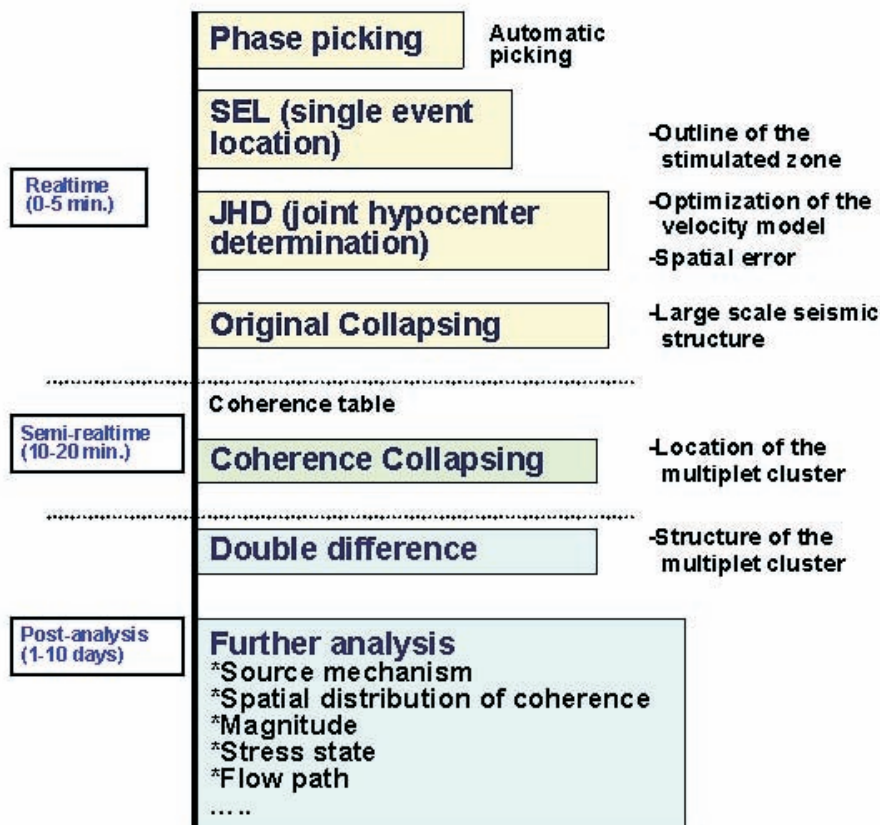 Phase picking
Automatic
picking
SEL (single event
location)
-Outline of the
stimulated zone
Realtime
(0-5 min.)
JHD (joint hypocenter
determination)
-Optimization of the
velocity model
-Spatial error
Original Collapsing
-Large scale seismic
structure
Coherence table
Semi-realtime
(10-20 min.)
Coherence Collapsing
-Location of the
multiplet cluster
Double difference
-Structure of the
multiplet cluster
Post-analysis
(1-10 days)
Further analysis
*Source mechanism
*Spatial distribution of coherence
*Magnitude
*Stress state
*Flow path
.....